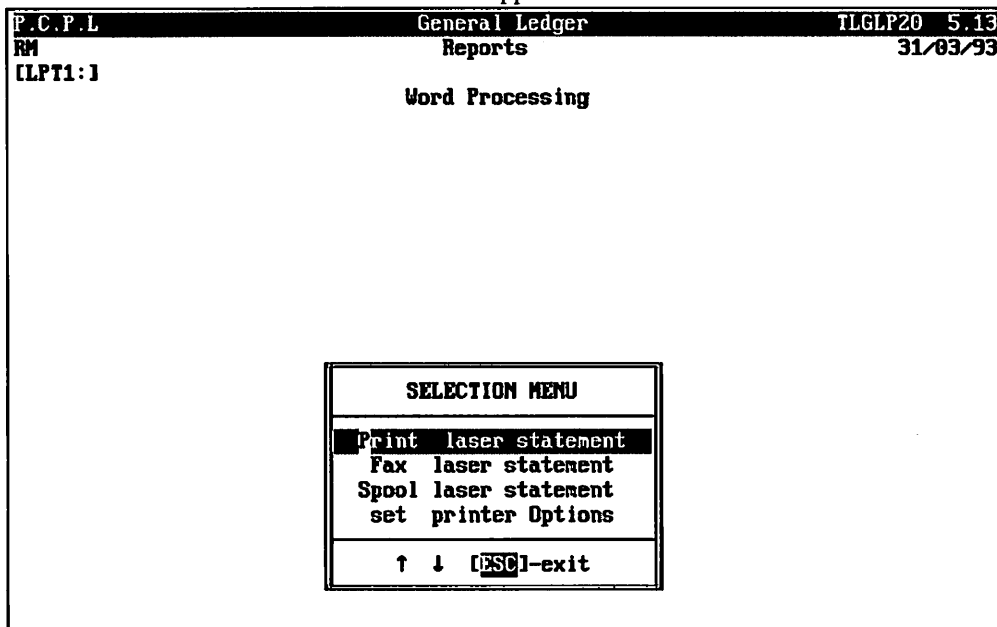 P.C.P.L General Ledger TLGLP20 5.13
RM Reports 31/03/93
[LPT1:]
Word Processing
SELECTION MENU
Print laser statement
Fax laser statement
Spool laser statement
set printer Options
↑ ↓ [ESC]-exit